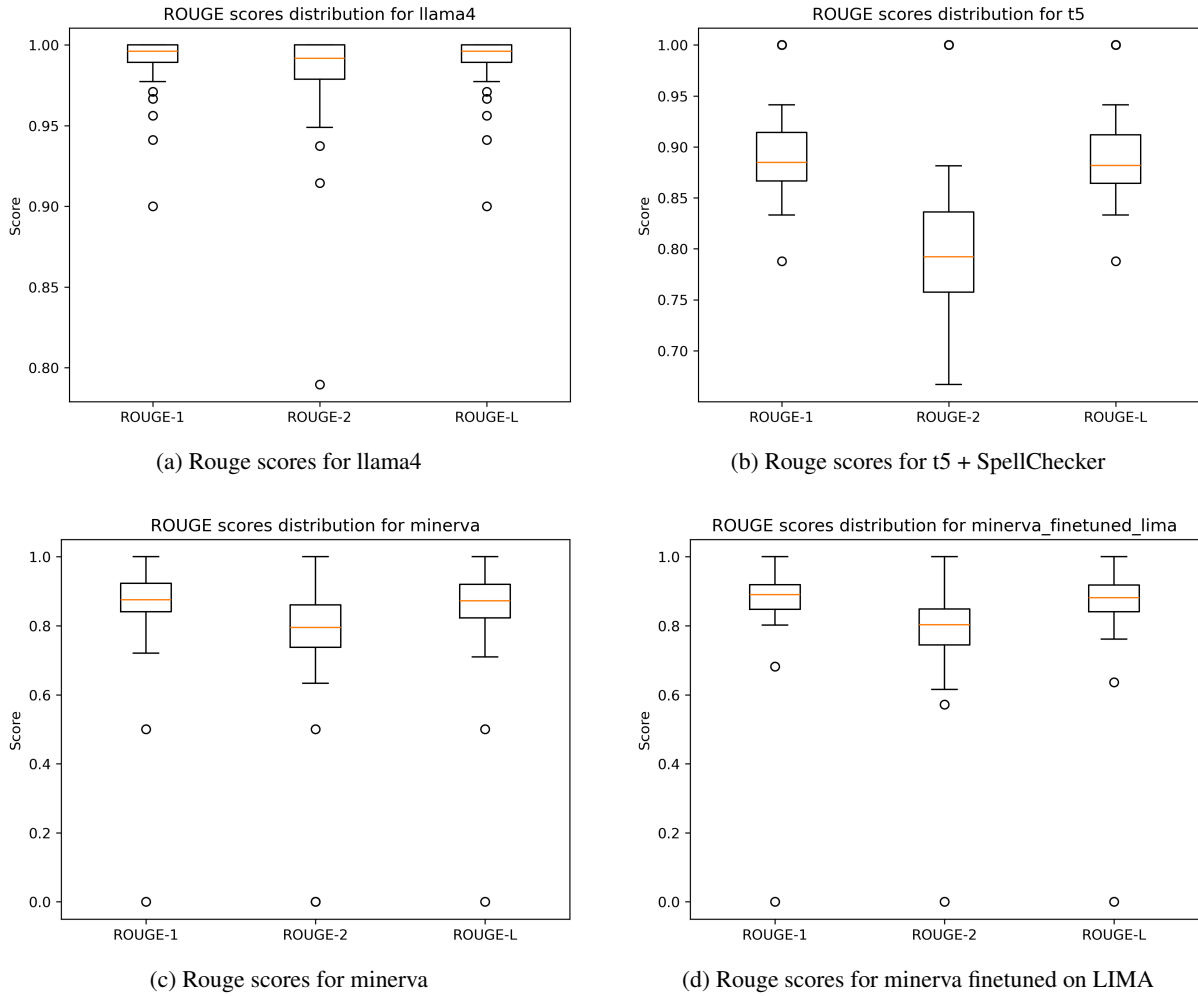 ROUGE scores distribution for llama4
1.00
0.95
0.90
0.85
0.80
Score
ROUGE-1 ROUGE-2 ROUGE-L
(a) Rouge scores for llama4
ROUGE scores distribution for t5
1.00
0.95
0.90
0.85
0.80
0.75
0.70
Score
ROUGE-1 ROUGE-2 ROUGE-L
(b) Rouge scores for t5 + SpellChecker
ROUGE scores distribution for minerva
1.0
0.8
0.6
0.4
0.2
0.0
Score
ROUGE-1 ROUGE-2 ROUGE-L
(c) Rouge scores for minerva
ROUGE scores distribution for minerva_finetuned_lima
1.0
0.8
0.6
0.4
0.2
0.0
Score
ROUGE-1 ROUGE-2 ROUGE-L
(d) Rouge scores for minerva finetuned on LIMA